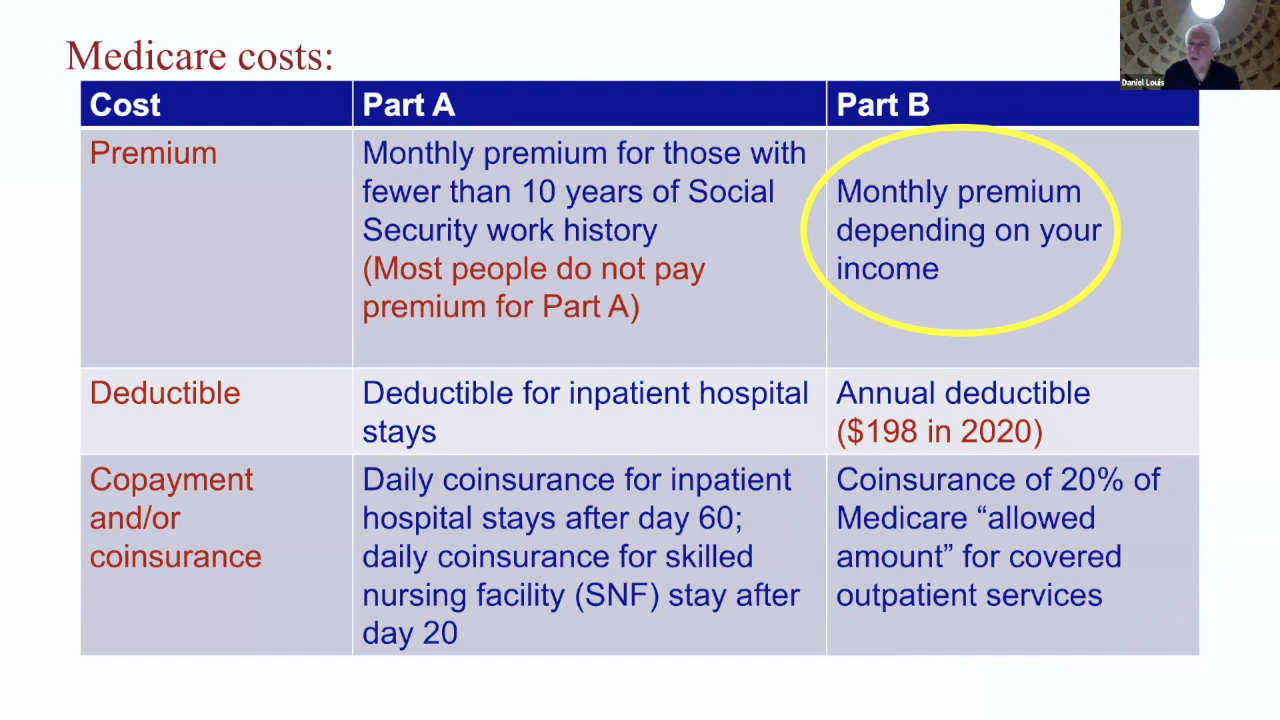 Medicare costs:
Daniel Louis
Cost
Part A
Part B
Premium
Monthly premium for those with
fewer than 10 years of Social
Security work history
(Most people do not pay
premium for Part A)
Monthly premium
depending on your
income
Deductible
Deductible for inpatient hospital
stays
Annual deductible
($198 in 2020)
Copayment
and/or
coinsurance
Daily coinsurance for inpatient
hospital stays after day 60;
daily coinsurance for skilled
nursing facility (SNF) stay after
day 20
Coinsurance of 20% of
Medicare “allowed
amount” for covered
outpatient services